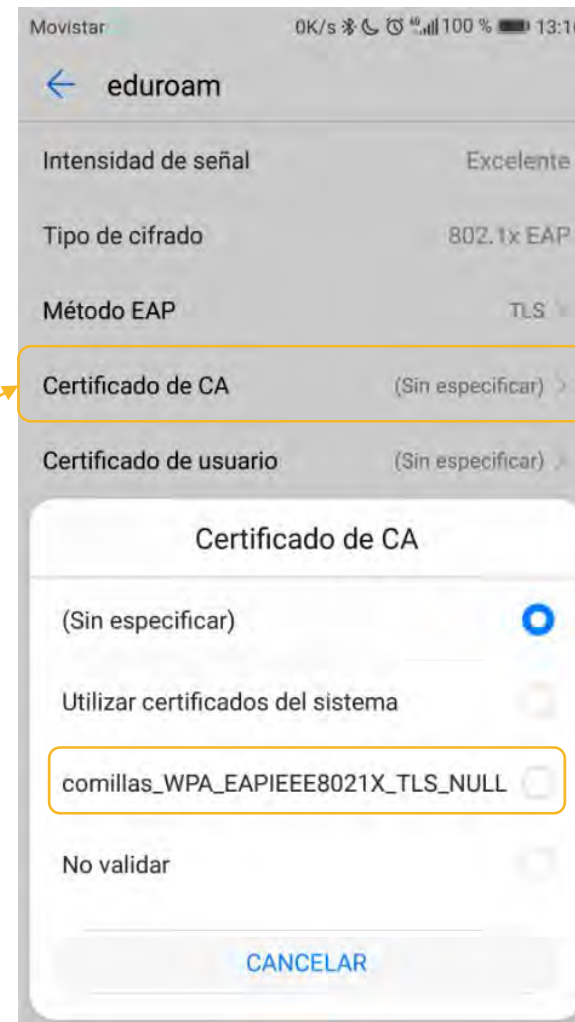 Movistar 0K/s 4G 100 % 13:16
eduroam
Intensidad de señal Excelente
Tipo de cifrado 802.1x EAP
Método EAP TLS
Certificado de CA (Sin especificar)
Certificado de usuario (Sin especificar)
Certificado de CA
(Sin especificar)
Utilizar certificados del sistema
comillas_WPA_EAPIEEE8021X_TLS_NULL
No validar
CANCELAR